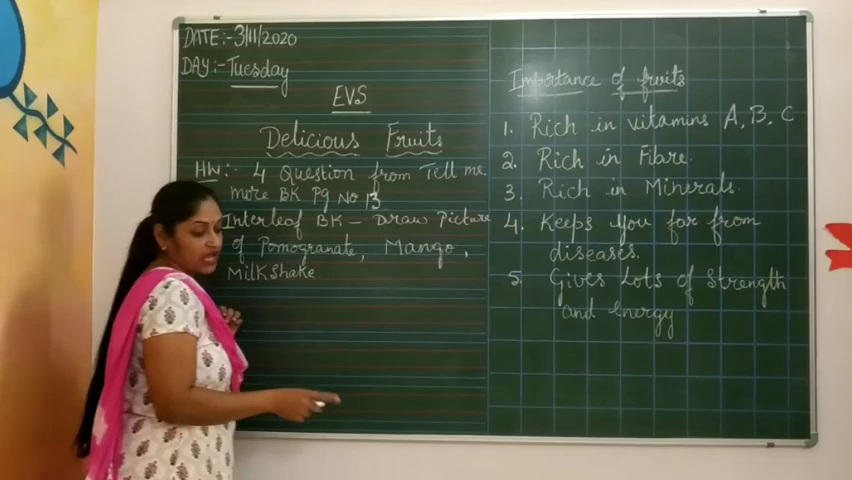 DATE:-3/11/2020
DAY:-Tuesday
EVS
Delicious Fruits
HW:- 4 Question from Tell me
more BK Pg No 13
Interleaf BK - Draw Picture
of Pomogranate, Mango,
MilkShake
Importance of fruits
1. Rich in vitamins A, B, C
2. Rich in Fibre.
3. Rich in Minerals.
4. Keeps you far from
diseases.
5. Gives Lots of Strength
and energy